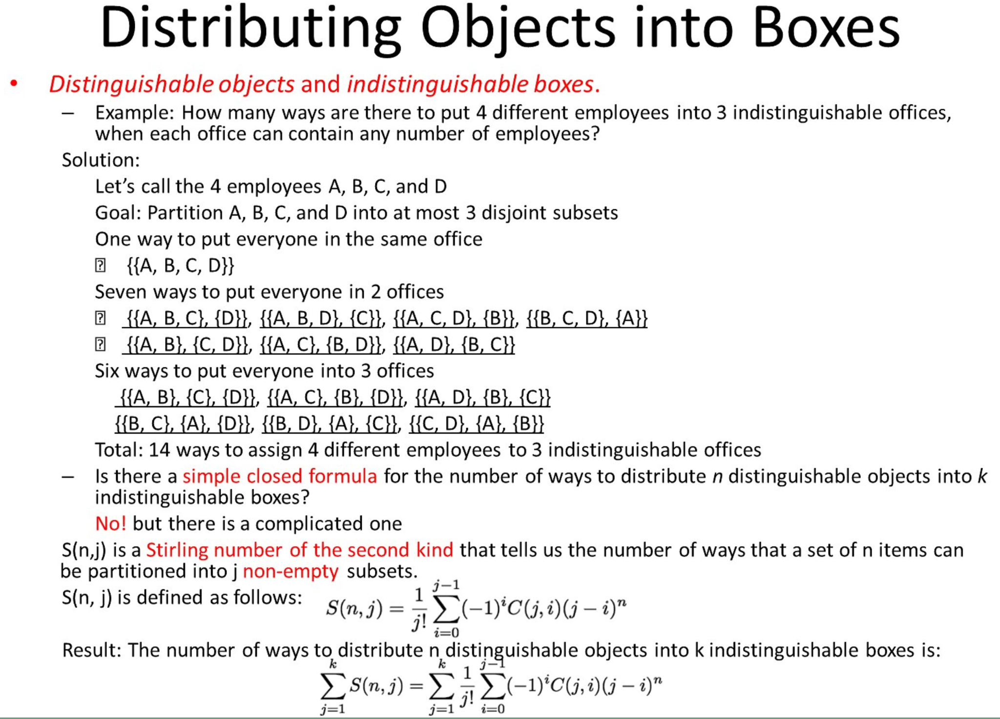 Distributing Objects into Boxes
• Distinguishable objects and indistinguishable boxes.
– Example: How many ways are there to put 4 different employees into 3 indistinguishable offices,
when each office can contain any number of employees?
Solution:
Let's call the 4 employees A, B, C, and D
Goal: Partition A, B, C, and D into at most 3 disjoint subsets
One way to put everyone in the same office
⍰ {{A, B, C, D}}
Seven ways to put everyone in 2 offices
⍰ {{A, B, C}, {D}}, {{A, B, D}, {C}}, {{A, C, D}, {B}}, {{B, C, D}, {A}}
⍰ {{A, B}, {C, D}}, {{A, C}, {B, D}}, {{A, D}, {B, C}}
Six ways to put everyone into 3 offices
{{A, B}, {C}, {D}}, {{A, C}, {B}, {D}}, {{A, D}, {B}, {C}}
{{B, C}, {A}, {D}}, {{B, D}, {A}, {C}}, {{C, D}, {A}, {B}}
Total: 14 ways to assign 4 different employees to 3 indistinguishable offices
– Is there a simple closed formula for the number of ways to distribute n distinguishable objects into k
indistinguishable boxes?
No! but there is a complicated one
S(n,j) is a Stirling number of the second kind that tells us the number of ways that a set of n items can
be partitioned into j non-empty subsets.
S(n, j) is defined as follows: S(n, j) = \frac{1}{j!} \sum_{i=0}^{j-1} (-1)^i C(j, i)(j - i)^n
Result: The number of ways to distribute n distinguishable objects into k indistinguishable boxes is:
\sum_{j=1}^{k} S(n, j) = \sum_{j=1}^{k} \frac{1}{j!} \sum_{i=0}^{j-1} (-1)^i C(j, i)(j - i)^n